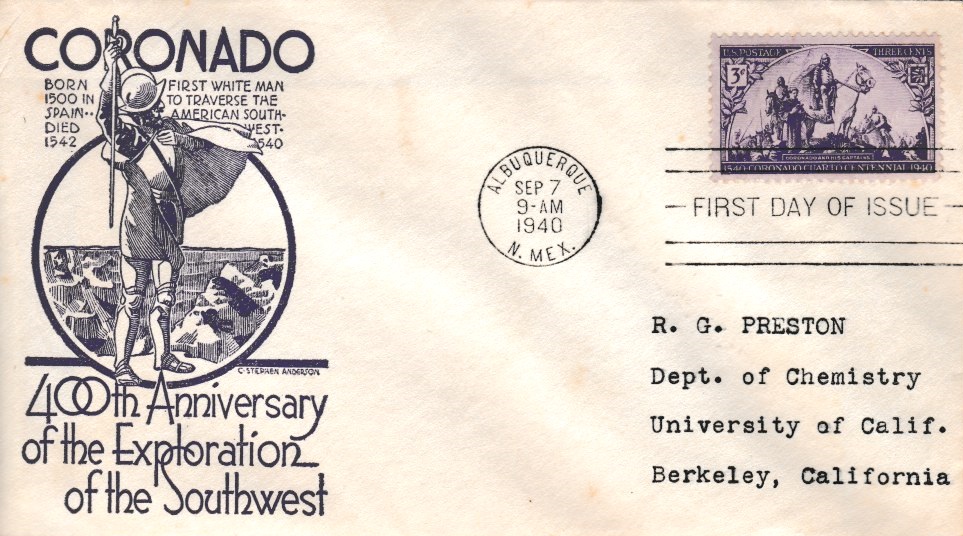 CORONADO
BORN
1500 IN
SPAIN··
DIED
1542
FIRST WHITE MAN
TO TRAVERSE THE
AMERICAN SOUTH-
WEST·
1540
C·STEPHEN ANDERSON
400th Anniversary
of the Exploration
of the Southwest
ALBUQUERQUE
SEP 7
9-AM
1940
N. MEX.
U.S. POSTAGE THREE CENTS
3¢
CORONADO AND HIS CAPTAINS
1540·CORONADO CUARTO CENTENNIAL·1940
FIRST DAY OF ISSUE
R. G. PRESTON
Dept. of Chemistry
University of Calif.
Berkeley, California